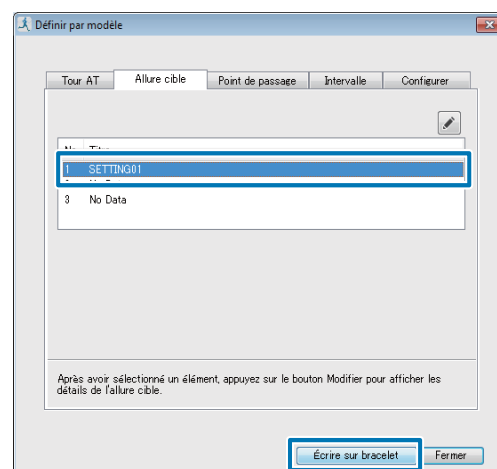 Définir par modèle
Tour AT Allure cible Point de passage Intervalle Configurer
1 SETTING01
3 No Data
Après avoir sélectionné un élément, appuyez sur le bouton Modifier pour afficher les
détails de l'allure cible.
Écrire sur bracelet Fermer